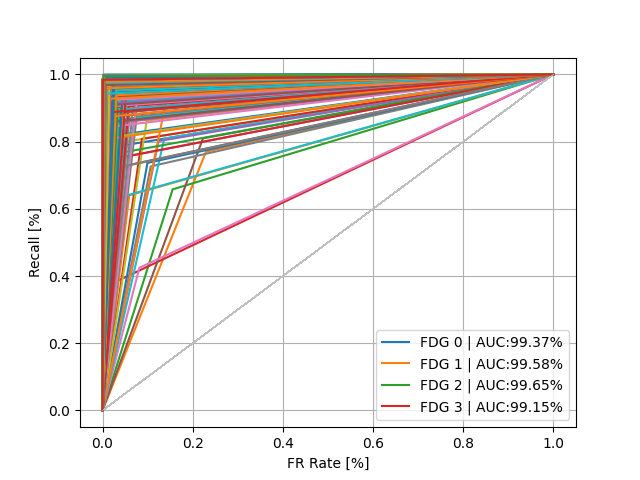 1.0
0.8
0.6
0.4
0.2
0.0
Recall [%]
FDG 0 | AUC:99.37%
FDG 1 | AUC:99.58%
FDG 2 | AUC:99.65%
FDG 3 | AUC:99.15%
0.0 0.2 0.4 0.6 0.8 1.0
FR Rate [%]